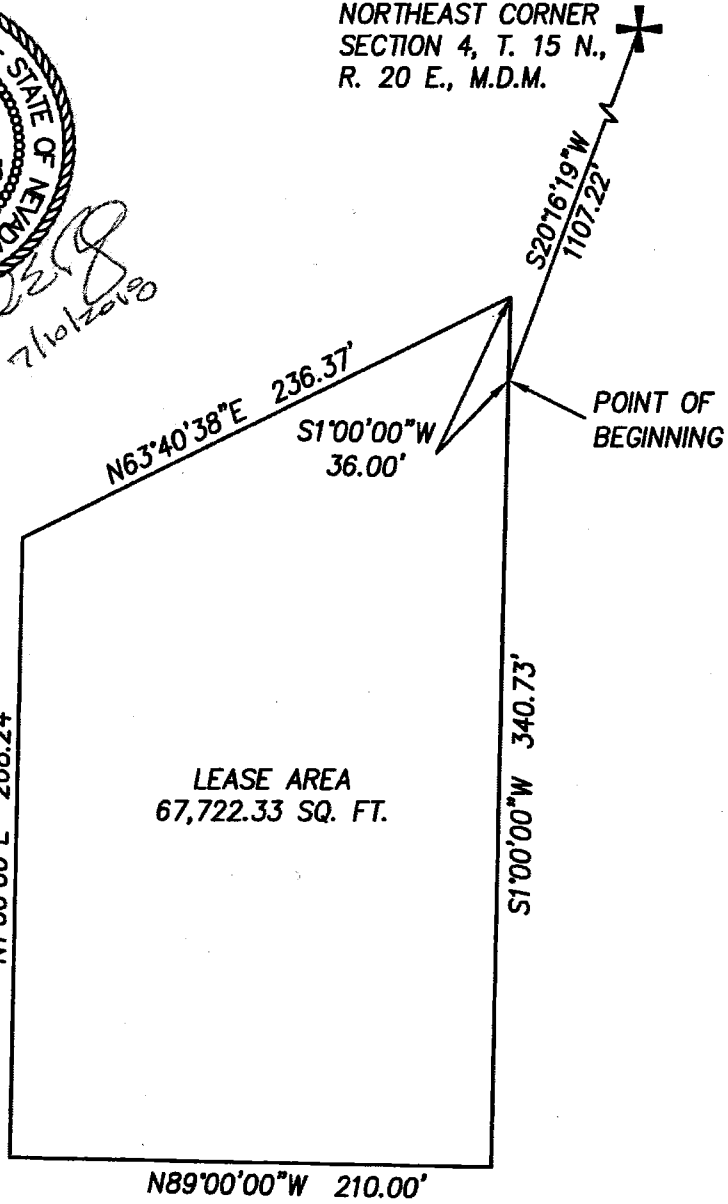 NORTHEAST CORNER
SECTION 4, T. 15 N.,
R. 20 E., M.D.M.
STATE OF NEVADA
7/10/2010
S20°16'19"W
1107.22'
N63°40'38"E 236.37'
S1°00'00"W
36.00'
POINT OF
BEGINNING
LEASE AREA
67,722.33 SQ. FT.
S1°00'00"W 340.73'
N89°00'00"W 210.00'